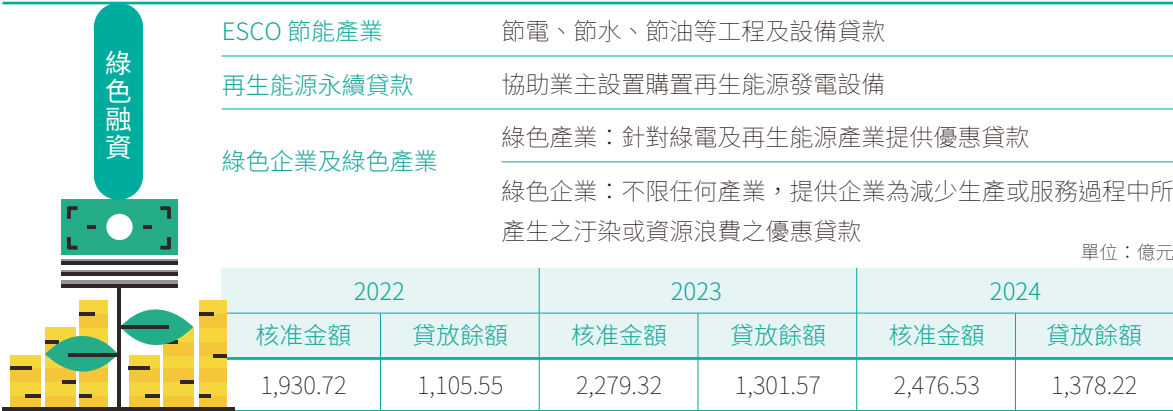 綠色融資
ESCO 節能產業
節電、節水、節油等工程及設備貸款
再生能源永續貸款
協助業主設置購置再生能源發電設備
綠色企業及綠色產業
綠色產業：針對綠電及再生能源產業提供優惠貸款
綠色企業：不限任何產業，提供企業為減少生產或服務過程中所
產生之汙染或資源浪費之優惠貸款
單位：億元
2022 2023 2024
核准金額 貸放餘額 核准金額 貸放餘額 核准金額 貸放餘額
1,930.72 1,105.55 2,279.32 1,301.57 2,476.53 1,378.22